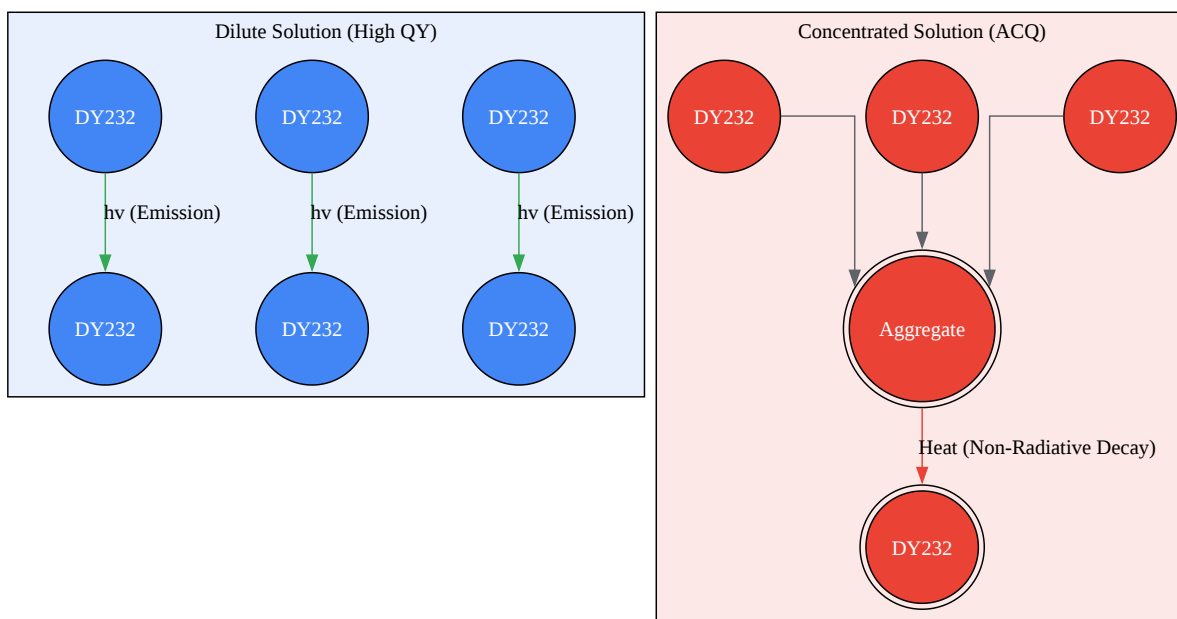 Dilute Solution (High QY)
DY232
DY232
DY232
hv (Emission)
hv (Emission)
hv (Emission)
DY232
DY232
DY232
Concentrated Solution (ACQ)
DY232
DY232
DY232
Aggregate
Heat (Non-Radiative Decay)
DY232